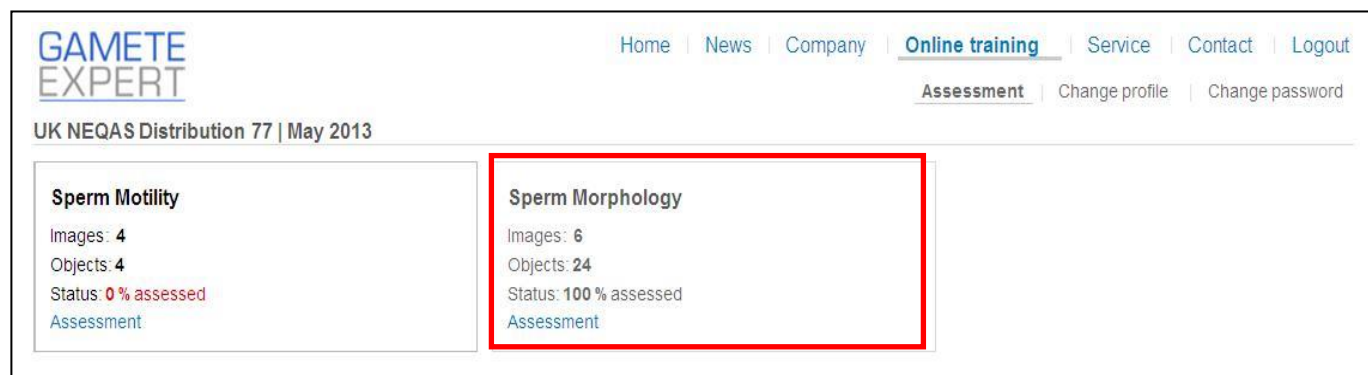 GAMETE
EXPERT
Home | News | Company | Online training | Service | Contact | Logout
Assessment | Change profile | Change password
UK NEQAS Distribution 77 | May 2013
Sperm Motility
Images: 4
Objects: 4
Status: 0 % assessed
Assessment
Sperm Morphology
Images: 6
Objects: 24
Status: 100 % assessed
Assessment